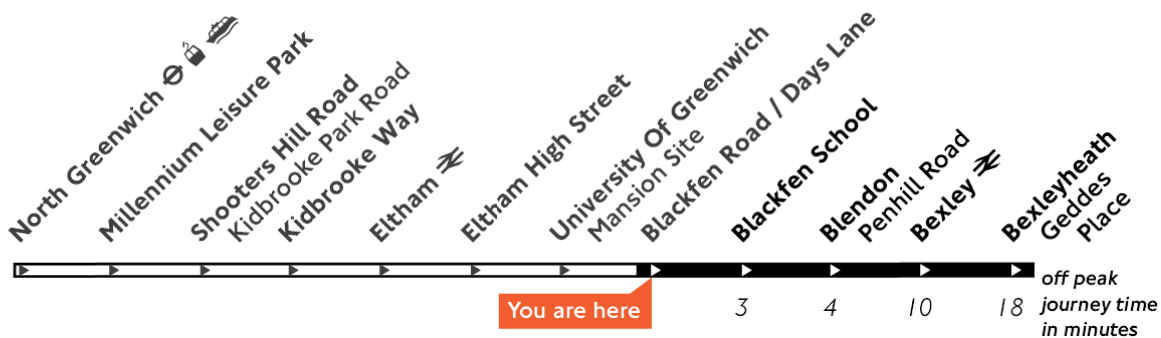 North Greenwich
Millennium Leisure Park
Shooters Hill Road
Kidbrooke Park Road
Kidbrooke Way
Eltham
Eltham High Street
University Of Greenwich
Mansion Site
Blackfen Road / Days Lane
Blackfen School
Blendon
Penhill Road
Bexley
Bexleyheath
Geddes
Place
You are here
3
4
10
18
off peak
journey time
in minutes